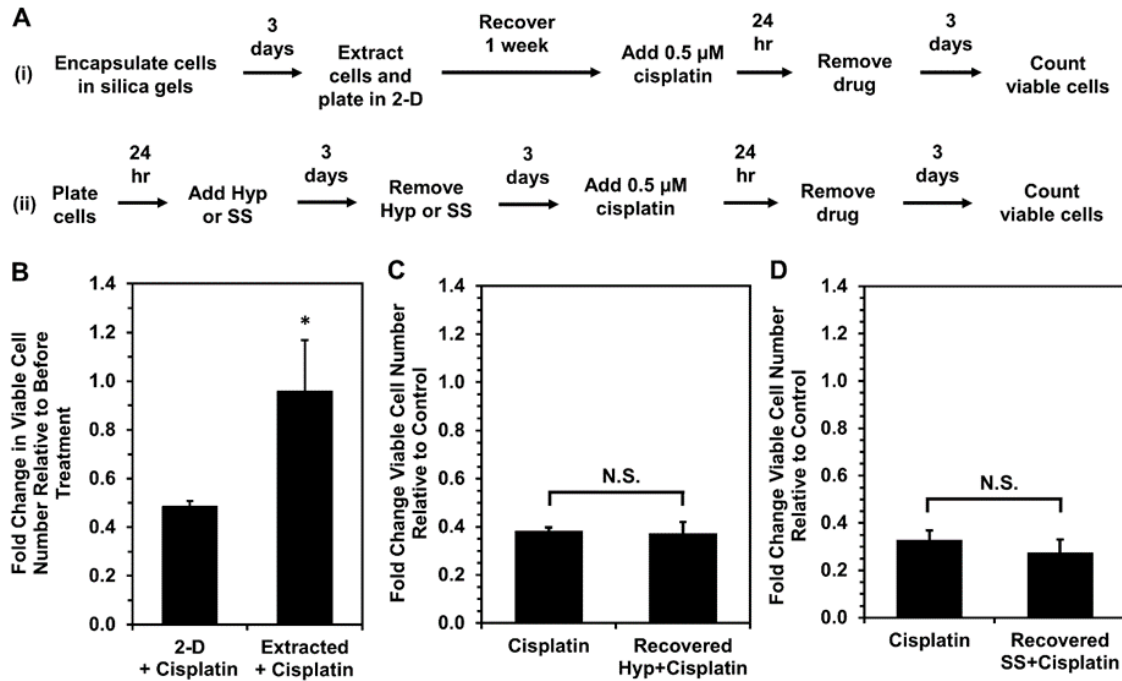 A
(i)
Encapsulate cells
in silica gels
3
days
Extract
cells and
plate in 2-D
Recover
1 week
Add 0.5 µM
cisplatin
24
hr
Remove
drug
3
days
Count
viable cells
(ii)
Plate
cells
24
hr
Add Hyp
or SS
3
days
Remove
Hyp or SS
3
days
Add 0.5 µM
cisplatin
24
hr
Remove
drug
3
days
Count
viable cells
B
Fold Change in Viable Cell
Number Relative to Before
Treatment
1.4
1.2
1.0
0.8
0.6
0.4
0.2
0.0
*
2-D
+ Cisplatin
Extracted
+ Cisplatin
C
Fold Change Viable Cell Number
Relative to Control
1.4
1.2
1.0
0.8
0.6
0.4
0.2
0.0
N.S.
Cisplatin
Recovered
Hyp+Cisplatin
D
Fold Change Viable Cell Number
Relative to Control
1.4
1.2
1.0
0.8
0.6
0.4
0.2
0.0
N.S.
Cisplatin
Recovered
SS+Cisplatin